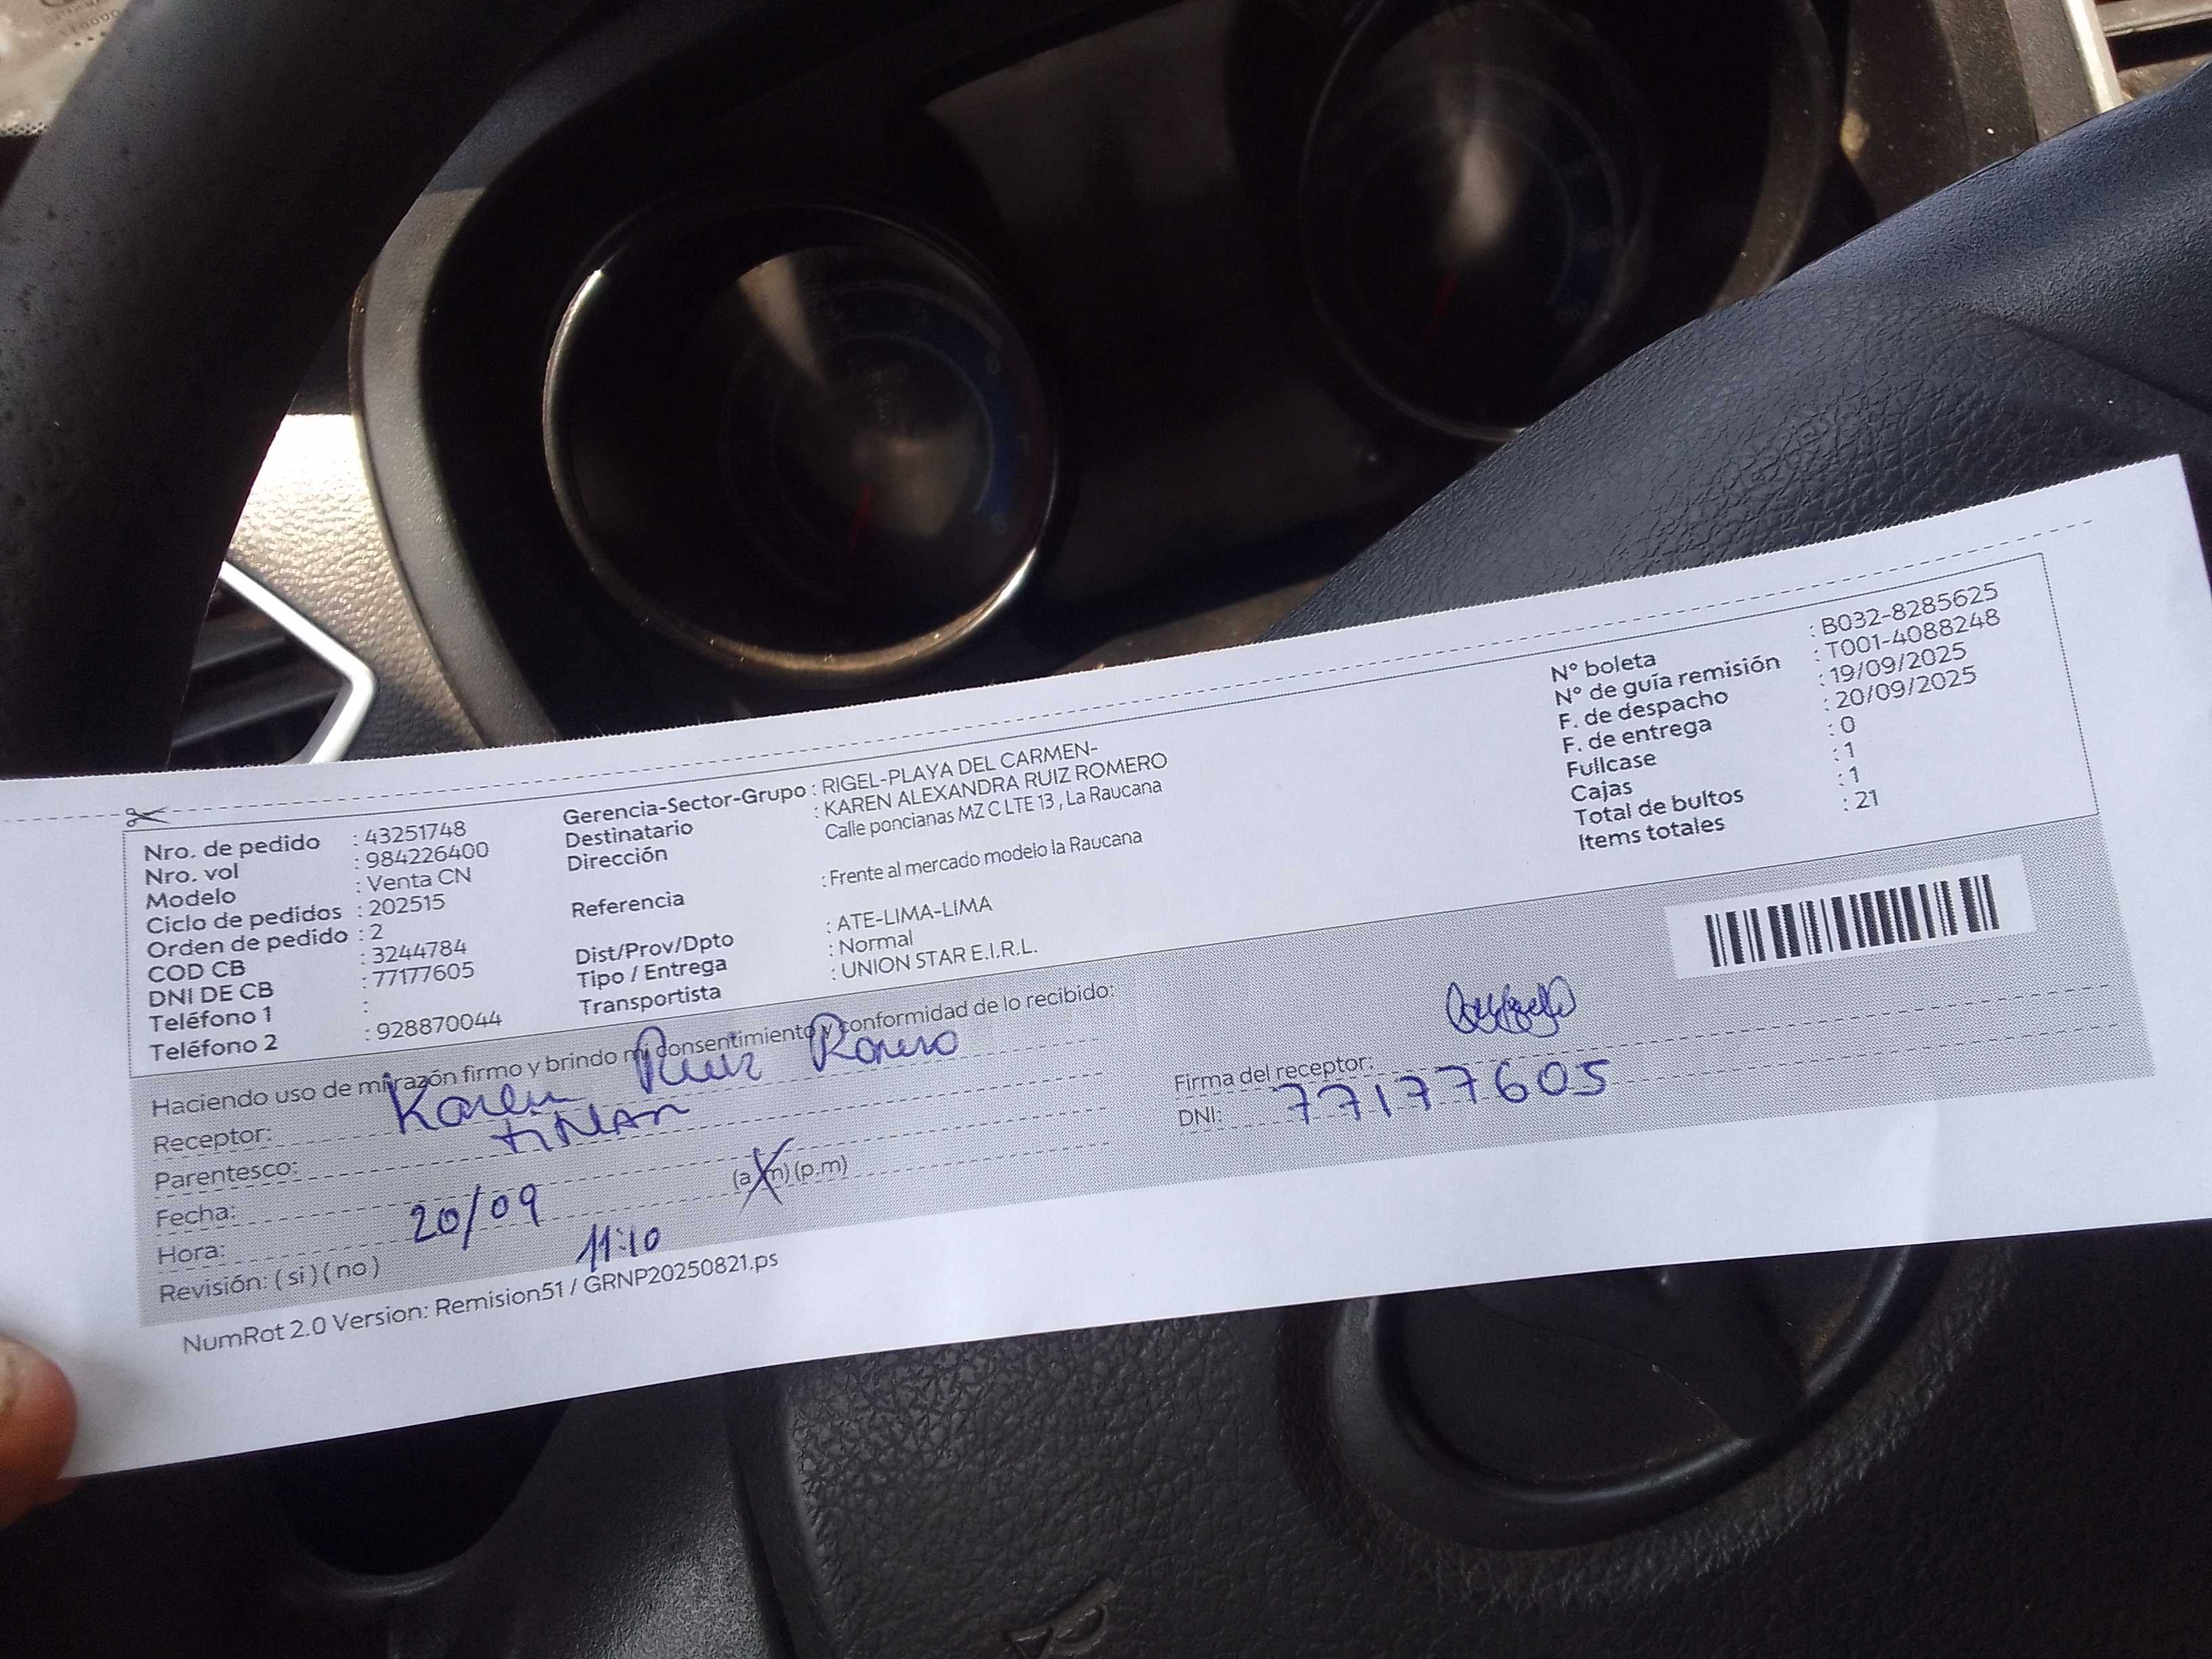 Nro. de pedido : 43251748
Nro. vol : 984226400
Modelo : Venta CN
Ciclo de pedidos : 202515
Orden de pedido : 2
COD CB : 3244784
DNI DE CB : 77177605
Teléfono 1 :
Teléfono 2 : 928870044
Gerencia-Sector-Grupo : RIGEL-PLAYA DEL CARMEN-
Destinatario : KAREN ALEXANDRA RUIZ ROMERO
Dirección Calle poncianas MZ C LTE 13 , La Raucana
Referencia : Frente al mercado modelo la Raucana
Dist/Prov/Dpto : ATE-LIMA-LIMA
Tipo / Entrega : Normal
Transportista : UNION STAR E.I.R.L.
N° boleta : B032-8285625
N° de guía remisión : T001-4088248
F. de despacho : 19/09/2025
F. de entrega : 20/09/2025
Fullcase : 0
Cajas : 1
Total de bultos : 1
Items totales : 21
Haciendo uso de mi razón firmo y brindo mi consentimiento y conformidad de lo recibido:
Receptor: Karen Ruiz Romero
Parentesco:
Fecha: 20/09
Hora: 11:10 (a.m) (p.m)
Revisión: ( si ) ( no )
Firma del receptor:
DNI: 77177605
NumRot 2.0 Version: Remision51 / GRNP20250821.ps